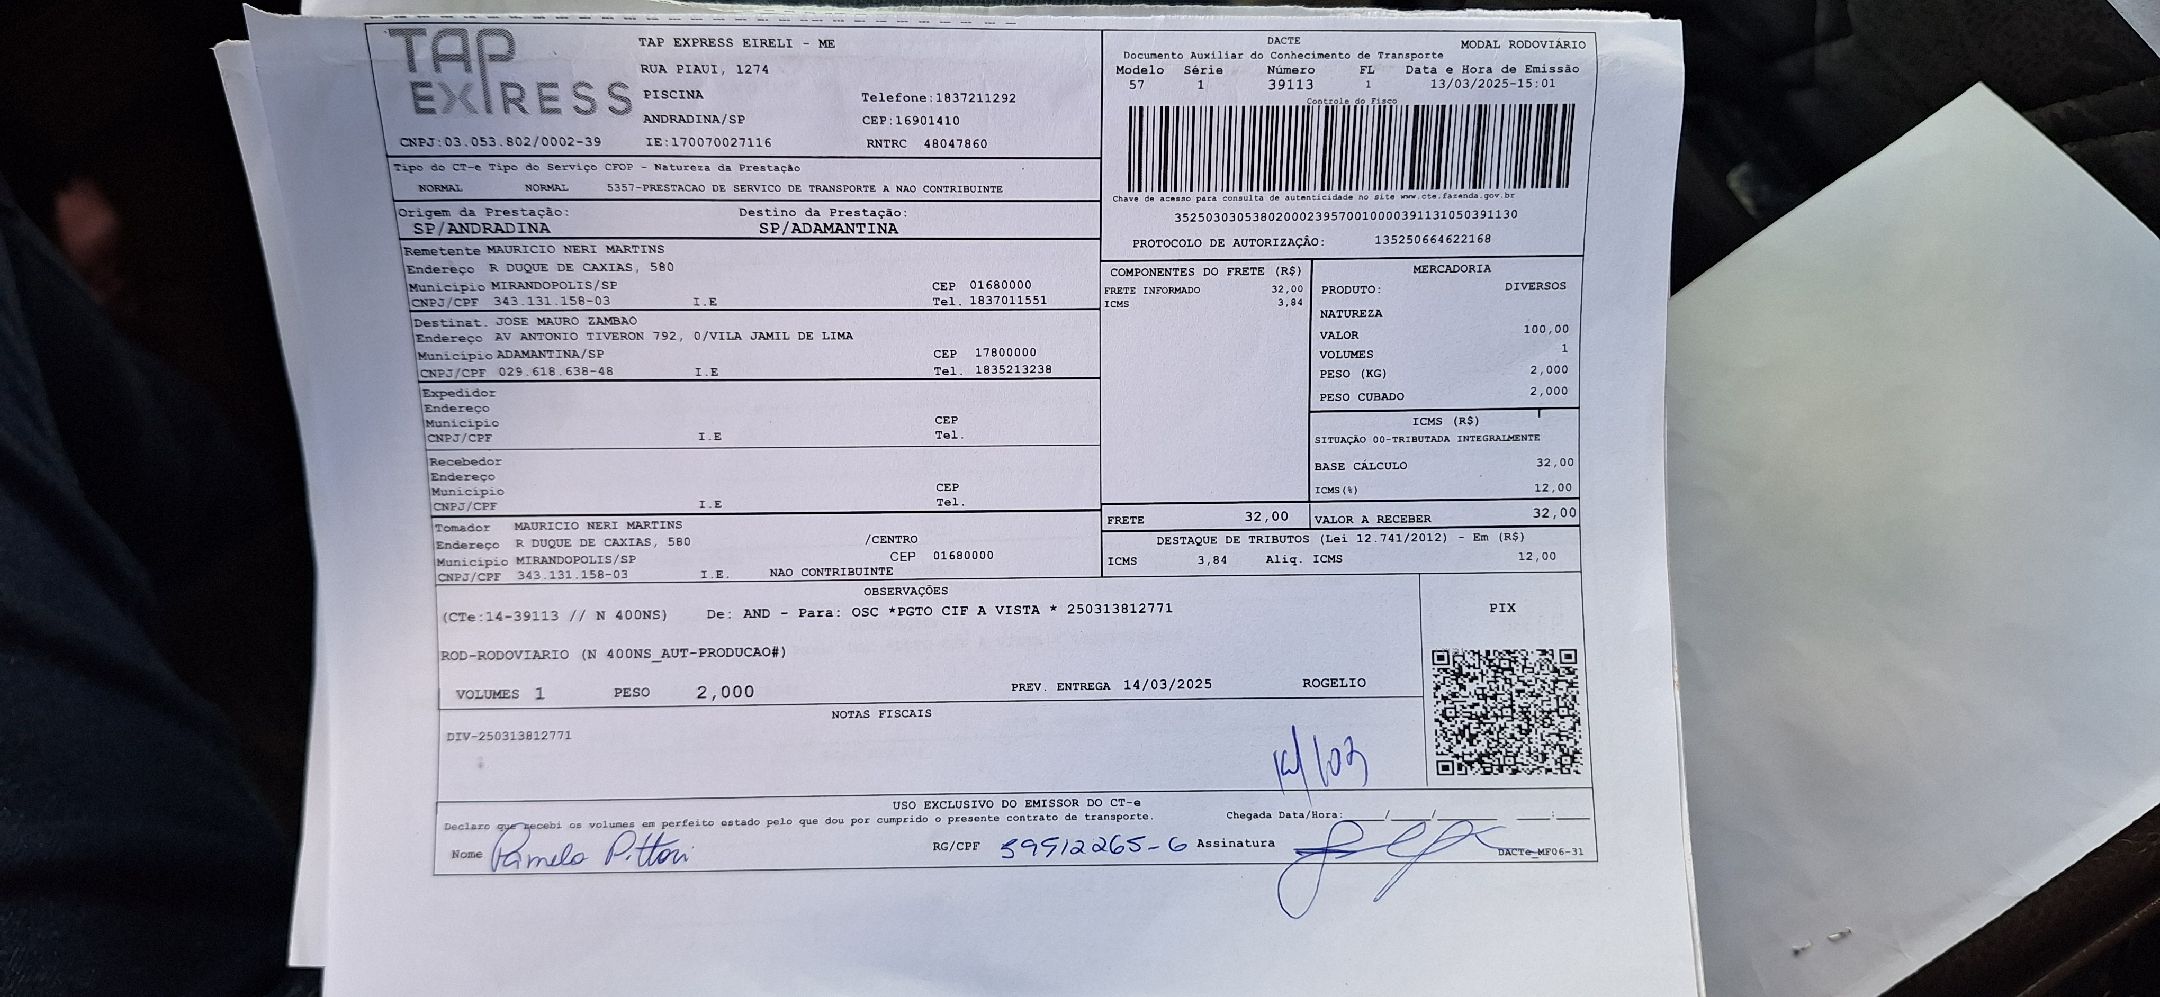 TAP EXPRESS
TAP EXPRESS EIRELI - ME
RUA PIAUI, 1274
PISCINA Telefone:1837211292
ANDRADINA/SP CEP:16901410
CNPJ:03.053.802/0002-39 IE:170070027116 RNTRC 48047860
DACTE
Documento Auxiliar do Conhecimento de Transporte MODAL RODOVIÁRIO
Modelo Série Número FL Data e Hora de Emissão
57 1 39113 1 13/03/2025-15:01
Controle do Fisco
Chave de acesso para consulta de autenticidade no site www.cte.fazenda.gov.br
35250303053802000239570010000391131050391130
PROTOCOLO DE AUTORIZAÇÂO: 135250664622168
Tipo do CT-e Tipo do Serviço CFOP - Natureza da Prestação
NORMAL NORMAL 5357-PRESTACAO DE SERVICO DE TRANSPORTE A NAO CONTRIBUINTE
Origem da Prestação: Destino da Prestação:
SP/ANDRADINA SP/ADAMANTINA
Remetente MAURICIO NERI MARTINS
Endereço R DUQUE DE CAXIAS, 580
Município MIRANDOPOLIS/SP CEP 01680000
CNPJ/CPF 343.131.158-03 I.E Tel. 1837011551
Destinat. JOSE MAURO ZAMBAO
Endereço AV ANTONIO TIVERON 792, 0/VILA JAMIL DE LIMA
Município ADAMANTINA/SP CEP 17800000
CNPJ/CPF 029.618.638-48 I.E Tel. 1835213238
Expedidor
Endereço
Município CEP
CNPJ/CPF I.E Tel.
Recebedor
Endereço
Município CEP
CNPJ/CPF I.E Tel.
Tomador MAURICIO NERI MARTINS
Endereço R DUQUE DE CAXIAS, 580 /CENTRO
Município MIRANDOPOLIS/SP CEP 01680000
CNPJ/CPF 343.131.158-03 I.E. NAO CONTRIBUINTE
COMPONENTES DO FRETE (R$)
FRETE INFORMADO 32,00
ICMS 3,84
MERCADORIA
PRODUTO: DIVERSOS
NATUREZA
VALOR 100,00
VOLUMES 1
PESO (KG) 2,000
PESO CUBADO 2,000
ICMS (R$)
SITUAÇÃO 00-TRIBUTADA INTEGRALMENTE
BASE CÁLCULO 32,00
ICMS(%) 12,00
FRETE 32,00 VALOR A RECEBER 32,00
DESTAQUE DE TRIBUTOS (Lei 12.741/2012) - Em (R$)
ICMS 3,84 Aliq. ICMS 12,00
OBSERVAÇÕES
(CTe:14-39113 // N 400NS) De: AND - Para: OSC *PGTO CIF A VISTA * 250313812771
ROD-RODOVIARIO (N 400NS_AUT-PRODUCAO#)
VOLUMES 1 PESO 2,000 PREV. ENTREGA 14/03/2025 ROGELIO
PIX
NOTAS FISCAIS
DIV-250313812771
14/03
USO EXCLUSIVO DO EMISSOR DO CT-e
Declaro que recebi os volumes em perfeito estado pelo que dou por cumprido o presente contrato de transporte. Chegada Data/Hora:____/____/______ ____:____
Nome Pamela Pittori RG/CPF 59512265-6 Assinatura
DACTe_MF06-31